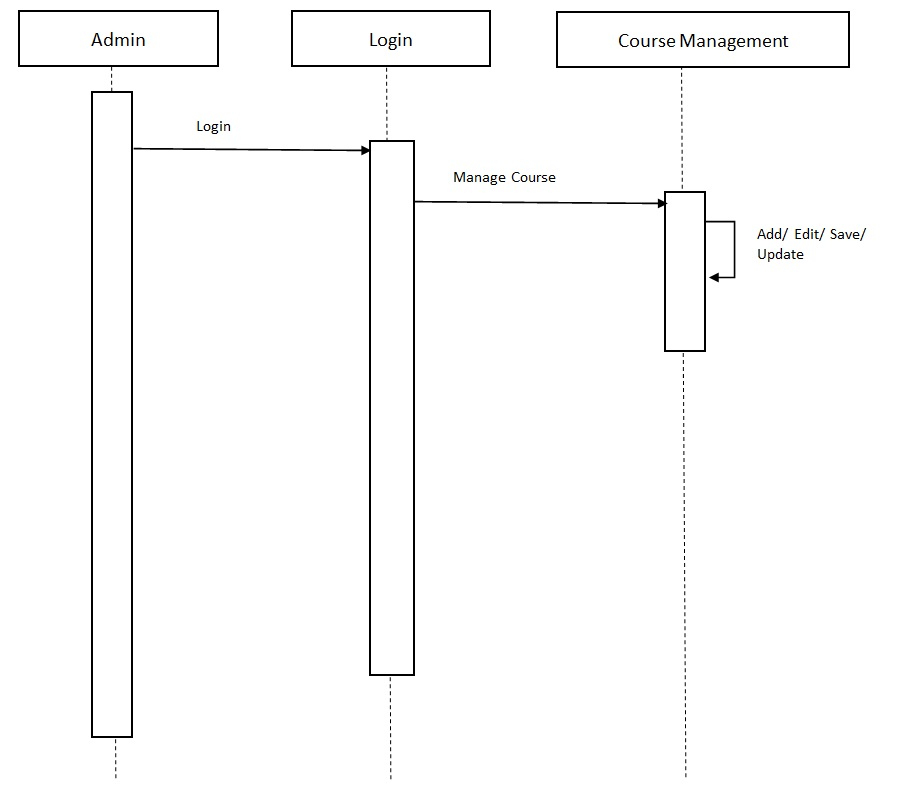 Admin
Login
Course Management
Login
Manage Course
Add/ Edit/ Save/
Update